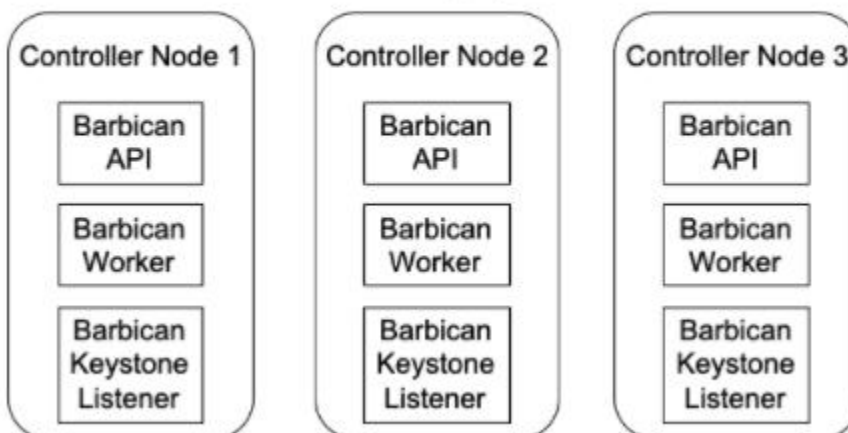 Controller Node 1
Barbican
API
Barbican
Worker
Barbican
Keystone
Listener
Controller Node 2
Barbican
API
Barbican
Worker
Barbican
Keystone
Listener
Controller Node 3
Barbican
API
Barbican
Worker
Barbican
Keystone
Listener